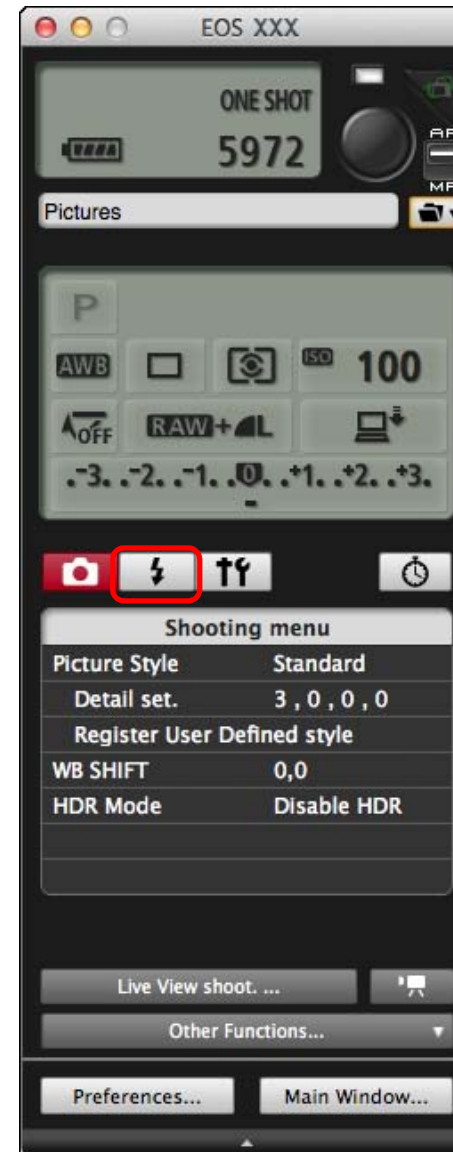 EOS XXX
ONE SHOT
5972
AF
MF
Pictures
P
AWB ISO 100
OFF RAW+L
.-3. .-2. .-1. .0. .+1. .+2. .+3.
Shooting menu
Picture Style Standard
Detail set. 3 , 0 , 0 , 0
Register User Defined style
WB SHIFT 0,0
HDR Mode Disable HDR
Live View shoot. ...
Other Functions...
Preferences... Main Window...